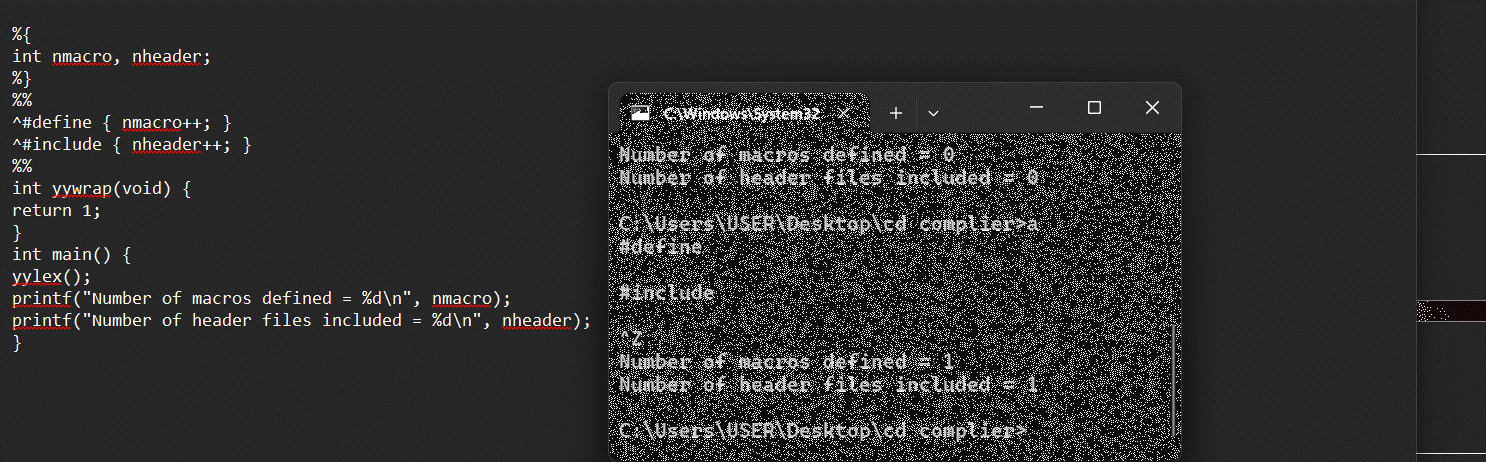 %{
int nmacro, nheader;
%}
%%
^#define { nmacro++; }
^#include { nheader++; }
%%
int yywrap(void) {
return 1;
}
int main() {
yylex();
printf("Number of macros defined = %d\n", nmacro);
printf("Number of header files included = %d\n", nheader);
}
C:\Windows\System32
Number of macros defined = 0
Number of header files included = 0
C:\Users\USER\Desktop\cd complier>a
#define
#include
^Z
Number of macros defined = 1
Number of header files included = 1
C:\Users\USER\Desktop\cd complier>